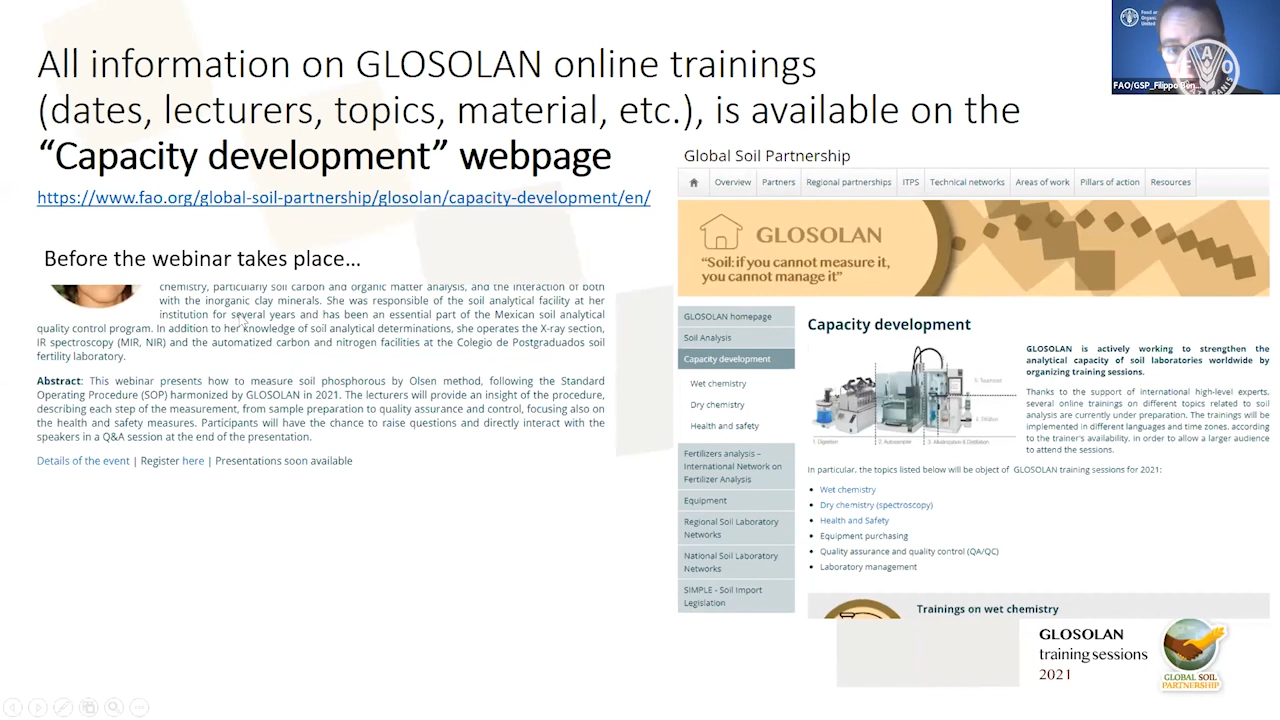 All information on GLOSOLAN online trainings
(dates, lecturers, topics, material, etc.), is available on the
“Capacity development” webpage
https://www.fao.org/global-soil-partnership/glosolan/capacity-development/en/
Before the webinar takes place...
chemistry, particularly soil carbon and organic matter analysis, and the interaction of both
with the inorganic clay minerals. She was responsible of the soil analytical facility at her
institution for several years and has been an essential part of the Mexican soil analytical
quality control program. In addition to her knowledge of soil analytical determinations, she operates the X-ray section,
IR spectroscopy (MIR, NIR) and the automatized carbon and nitrogen facilities at the Colegio de Postgraduados soil
fertility laboratory.
Abstract: This webinar presents how to measure soil phosphorous by Olsen method, following the Standard
Operating Procedure (SOP) harmonized by GLOSOLAN in 2021. The lecturers will provide an insight of the procedure,
describing each step of the measurement, from sample preparation to quality assurance and control, focusing also on
the health and safety measures. Participants will have the chance to raise questions and directly interact with the
speakers in a Q&A session at the end of the presentation.
Details of the event | Register here | Presentations soon available
FAO/GSP_Filippo
Global Soil Partnership
Overview Partners Regional partnerships ITPS Technical networks Areas of work Pillars of action Resources
GLOSOLAN
“Soil: if you cannot measure it,
you cannot manage it”
GLOSOLAN homepage
Soil Analysis
Capacity development
Wet chemistry
Dry chemistry
Health and safety
Fertilizers analysis –
International Network on
Fertilizer Analysis
Equipment
Regional Soil Laboratory
Networks
National Soil Laboratory
Networks
SIMPLE - Soil Import
Legislation
Capacity development
1. Digestion
2. Autosampler
3. Alkalinization & Distillation
GLOSOLAN is actively working to strengthen the
analytical capacity of soil laboratories worldwide by
organizing training sessions.
Thanks to the support of international high-level experts,
several online trainings on different topics related to soil
analysis are currently under preparation. The trainings will be
implemented in different languages and time zones, according
to the trainer's availability, in order to allow a larger audience
to attend the sessions.
In particular, the topics listed below will be object of GLOSOLAN training sessions for 2021:
Wet chemistry
Dry chemistry (spectroscopy)
Health and Safety
Equipment purchasing
Quality assurance and quality control (QA/QC)
Laboratory management
Trainings on wet chemistry
GLOSOLAN
training sessions
2021
GLOBAL SOIL
PARTNERSHIP